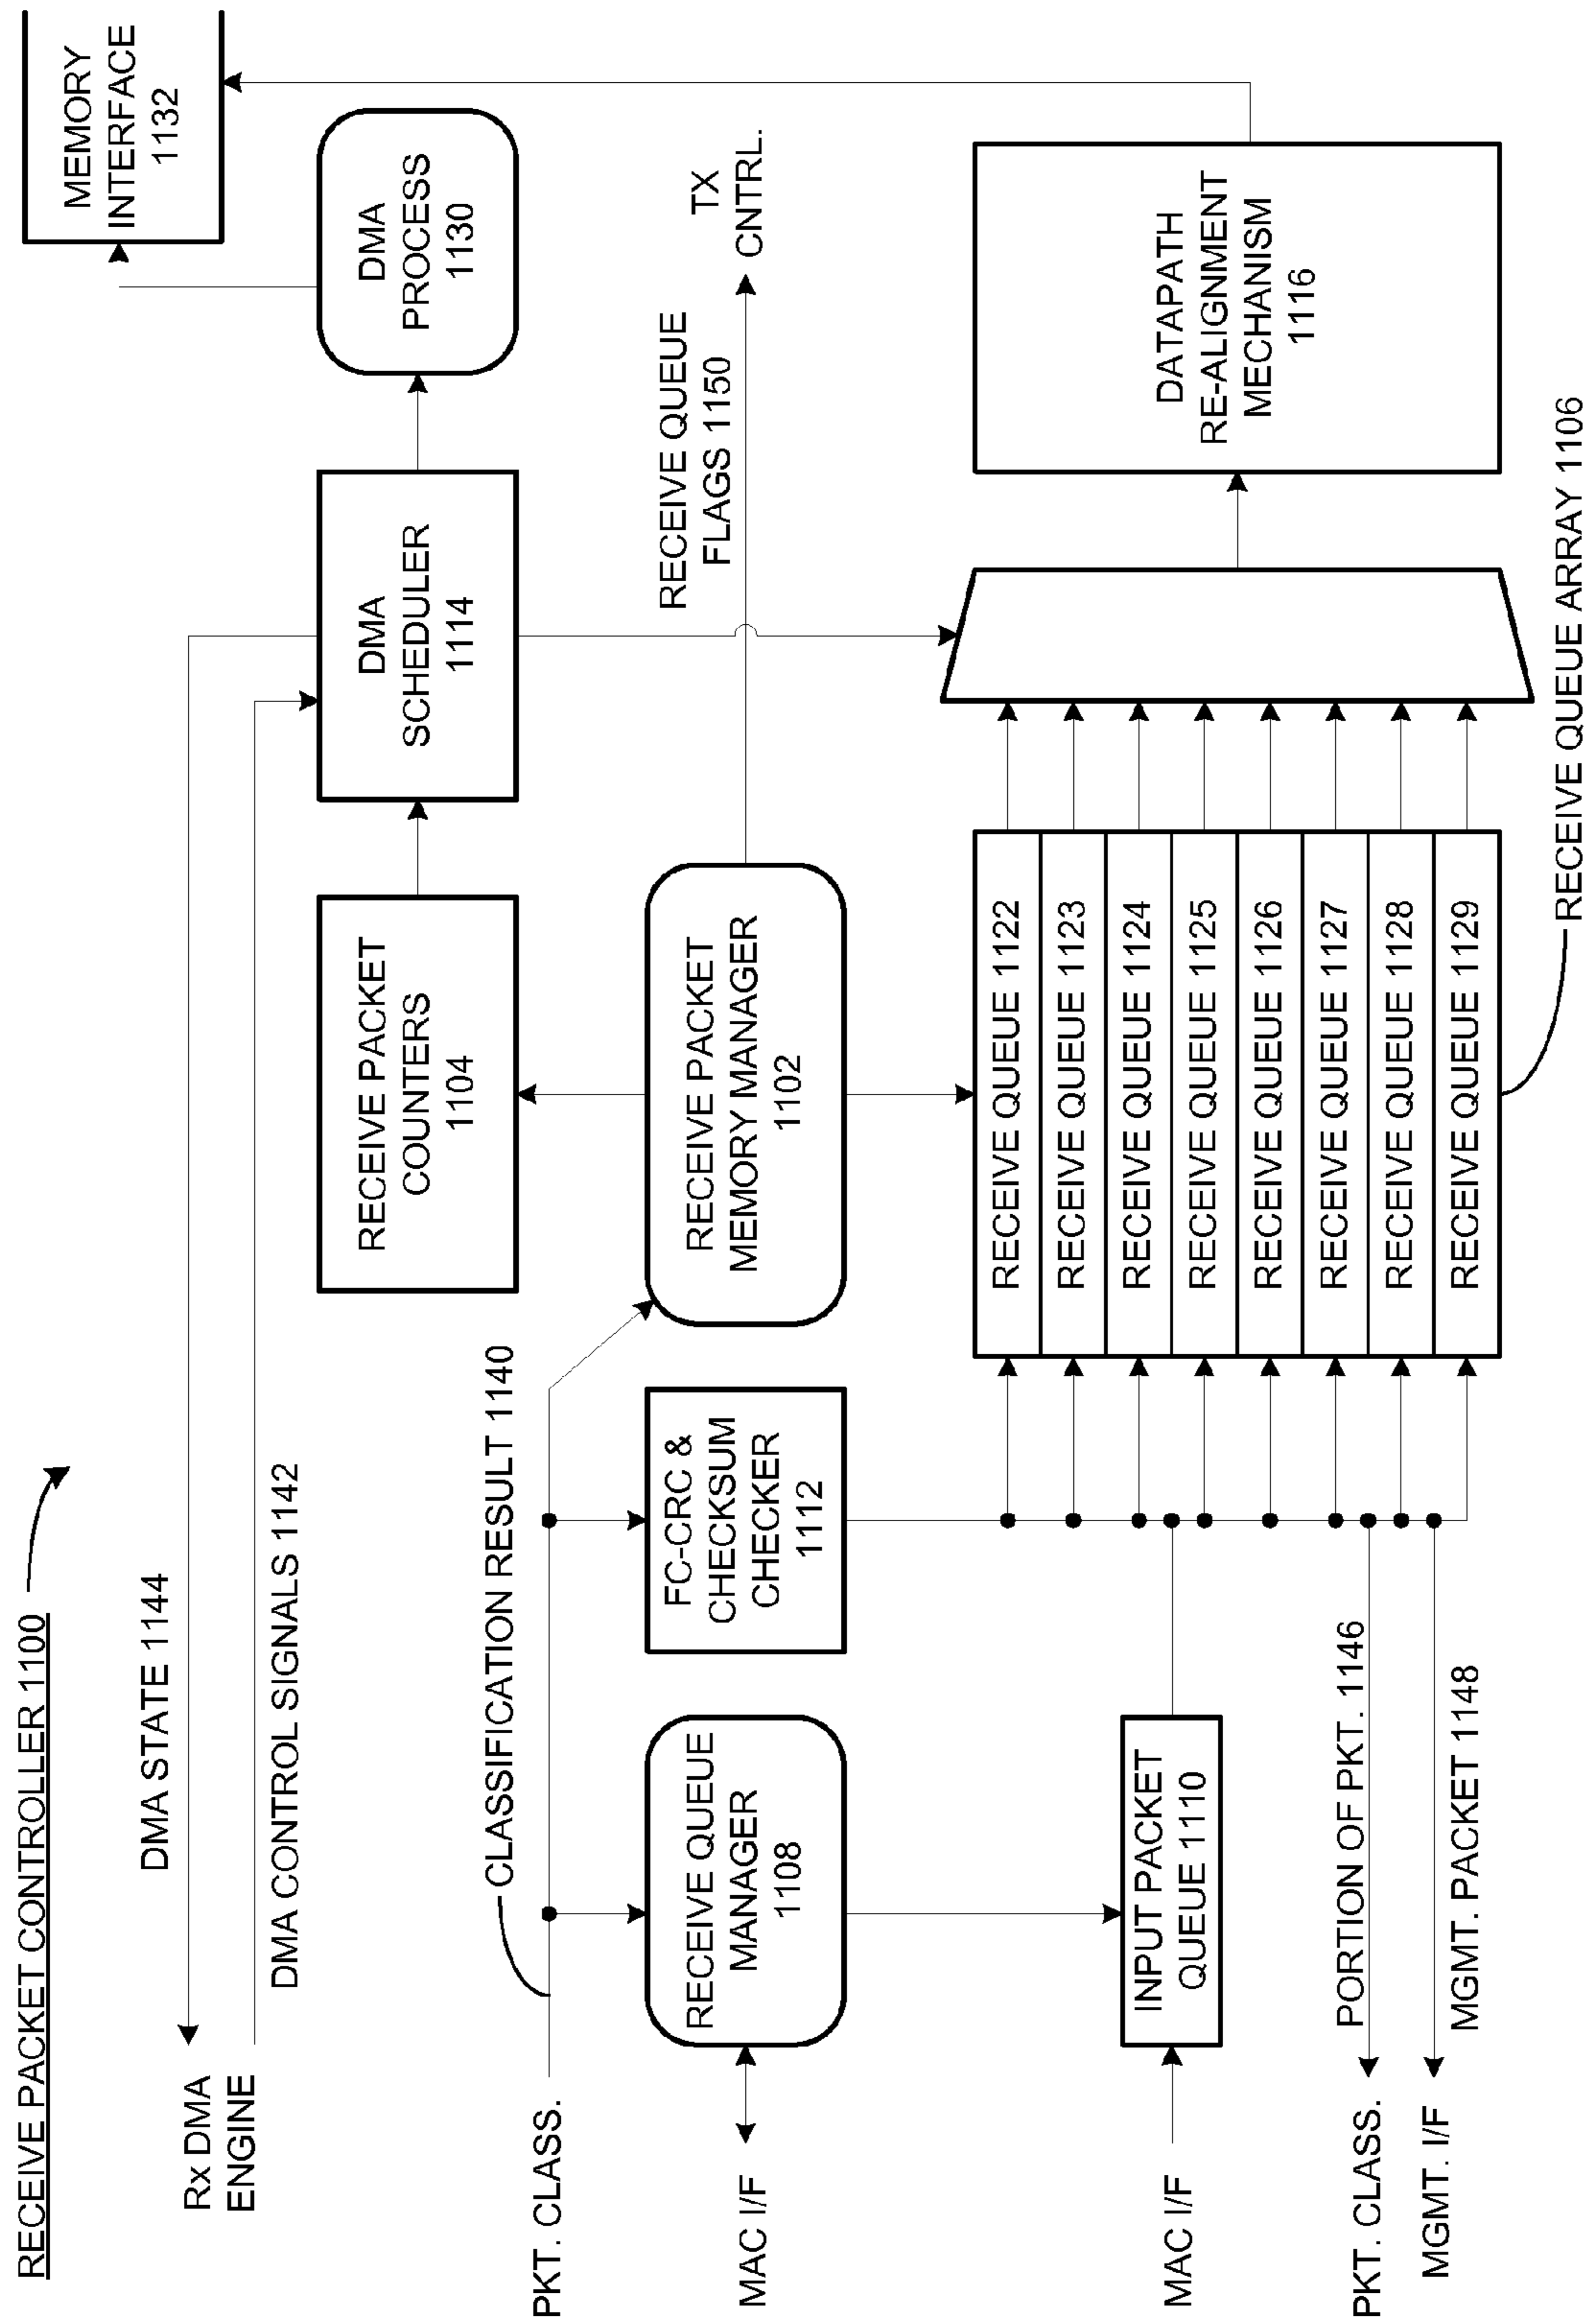 RECEIVE PACKET CONTROLLER 1100
DMA STATE 1144
Rx DMA
ENGINE
DMA CONTROL SIGNALS 1142
MEMORY
INTERFACE
1132
DMA
PROCESS
1130
DMA
SCHEDULER
1114
RECEIVE PACKET
COUNTERS
1104
CLASSIFICATION RESULT 1140
PKT. CLASS.
RECEIVE QUEUE
FLAGS 1150
TX
CNTRL.
RECEIVE PACKET
MEMORY MANAGER
1102
FC-CRC &
CHECKSUM
CHECKER
1112
RECEIVE QUEUE
MANAGER
1108
MAC I/F
RECEIVE QUEUE 1122
RECEIVE QUEUE 1123
RECEIVE QUEUE 1124
RECEIVE QUEUE 1125
RECEIVE QUEUE 1126
RECEIVE QUEUE 1127
RECEIVE QUEUE 1128
RECEIVE QUEUE 1129
DATAPATH
RE-ALIGNMENT
MECHANISM
1116
INPUT PACKET
QUEUE 1110
MAC I/F
PORTION OF PKT. 1146
PKT. CLASS.
MGMT. I/F
MGMT. PACKET 1148
RECEIVE QUEUE ARRAY 1106